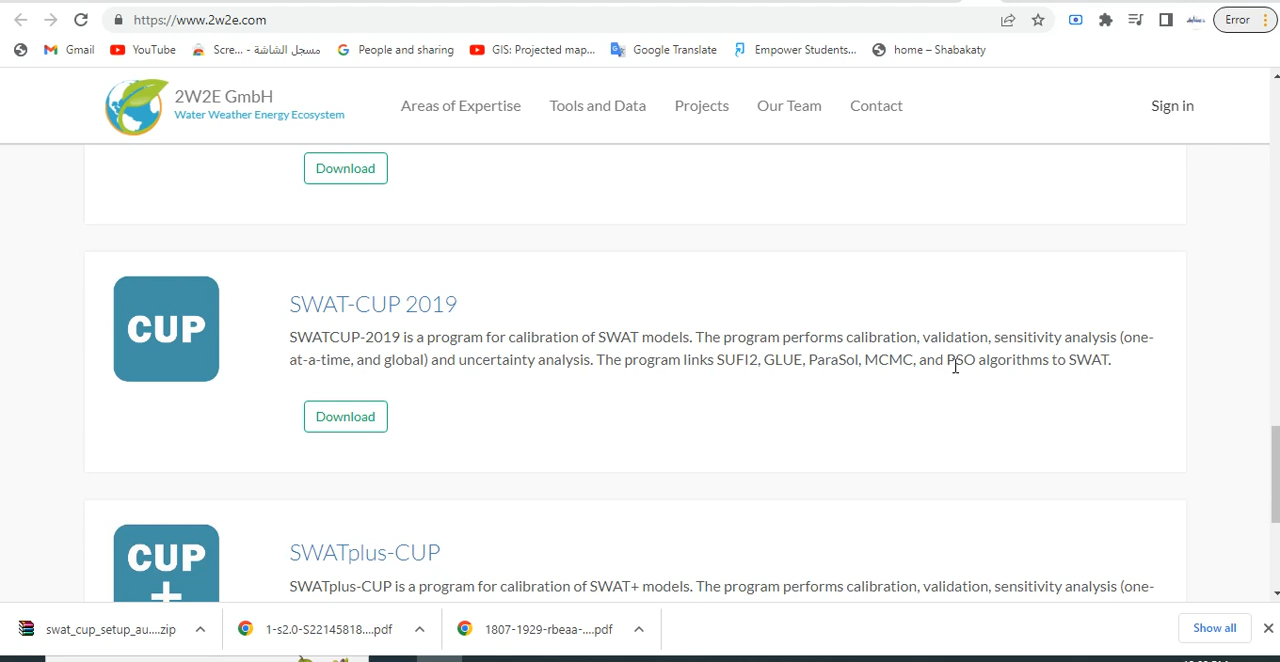 https://www.2w2e.com
Error
Gmail
YouTube
Scre... - مسجل الشاشة
People and sharing
GIS: Projected map...
Google Translate
Empower Students...
home – Shabakaty
2W2E GmbH
Water Weather Energy Ecosystem
Areas of Expertise
Tools and Data
Projects
Our Team
Contact
Sign in
Download
CUP
SWAT-CUP 2019
SWATCUP-2019 is a program for calibration of SWAT models. The program performs calibration, validation, sensitivity analysis (one-
at-a-time, and global) and uncertainty analysis. The program links SUFI2, GLUE, ParaSol, MCMC, and PSO algorithms to SWAT.
Download
CUP
+
SWATplus-CUP
SWATplus-CUP is a program for calibration of SWAT+ models. The program performs calibration, validation, sensitivity analysis (one-
swat_cup_setup_au....zip
1-s2.0-S22145818....pdf
1807-1929-rbeaa-....pdf
Show all